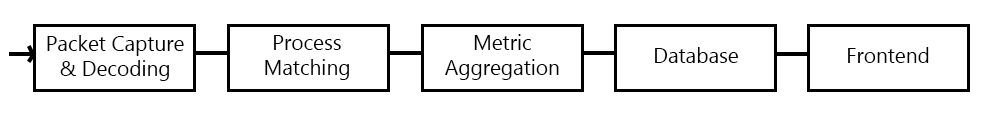 Packet Capture
& Decoding
Process
Matching
Metric
Aggregation
Database
Frontend